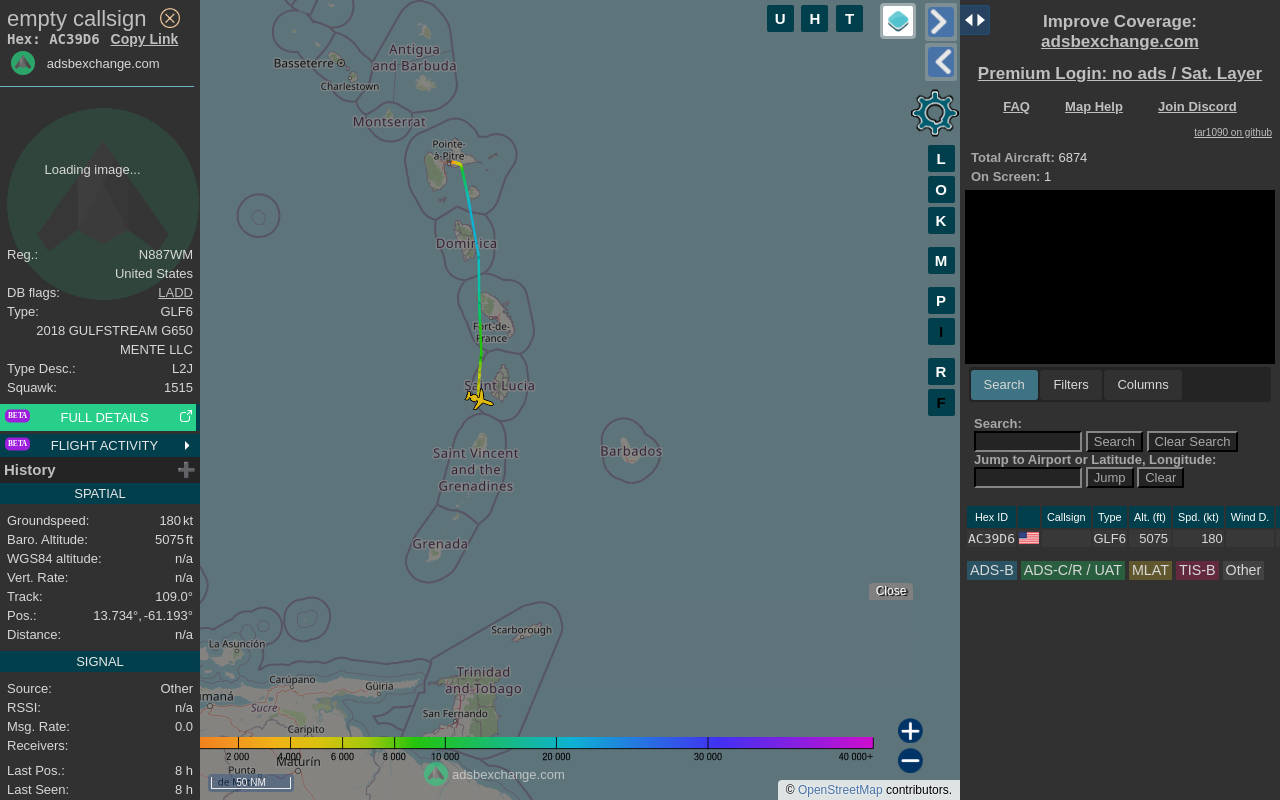 empty callsign
Hex: AC39D6 Copy Link
adsbexchange.com
Loading image...
Reg.: N887WM
United States
DB flags: LADD
Type: GLF6
2018 GULFSTREAM G650
MENTE LLC
Type Desc.: L2J
Squawk: 1515
BETA FULL DETAILS
BETA FLIGHT ACTIVITY
History
SPATIAL
Groundspeed: 180 kt
Baro. Altitude: 5075 ft
WGS84 altitude: n/a
Vert. Rate: n/a
Track: 109.0°
Pos.: 13.734°, -61.193°
Distance: n/a
SIGNAL
Source: Other
RSSI: n/a
Msg. Rate: 0.0
Receivers:
Last Pos.: 8 h
Last Seen: 8 h
U H T
Antigua
and Barbuda
Basseterre
Charlestown
Montserrat
Pointe-
à-Pitre
Dominica
Fort-de-
France
Saint Lucia
Saint Vincent
and the
Grenadines
Barbados
Grenada
Scarborough
La Asunción
Trinidad
and Tobago
Carúpano
Güiria
maná
Sucre
San Fernando
Caripito
Maturín
Punta
de M
L
O
K
M
P
I
R
F
Close
2 000 4 000 6 000 8 000 10 000 20 000 30 000 40 000+
50 NM
adsbexchange.com
© OpenStreetMap contributors.
Improve Coverage:
adsbexchange.com
Premium Login: no ads / Sat. Layer
FAQ Map Help Join Discord
tar1090 on github
Total Aircraft: 6874
On Screen: 1
Search Filters Columns
Search:
Search Clear Search
Jump to Airport or Latitude, Longitude:
Jump Clear
Hex ID Callsign Type Alt. (ft) Spd. (kt) Wind D.
AC39D6 GLF6 5075 180
ADS-B ADS-C/R / UAT MLAT TIS-B Other